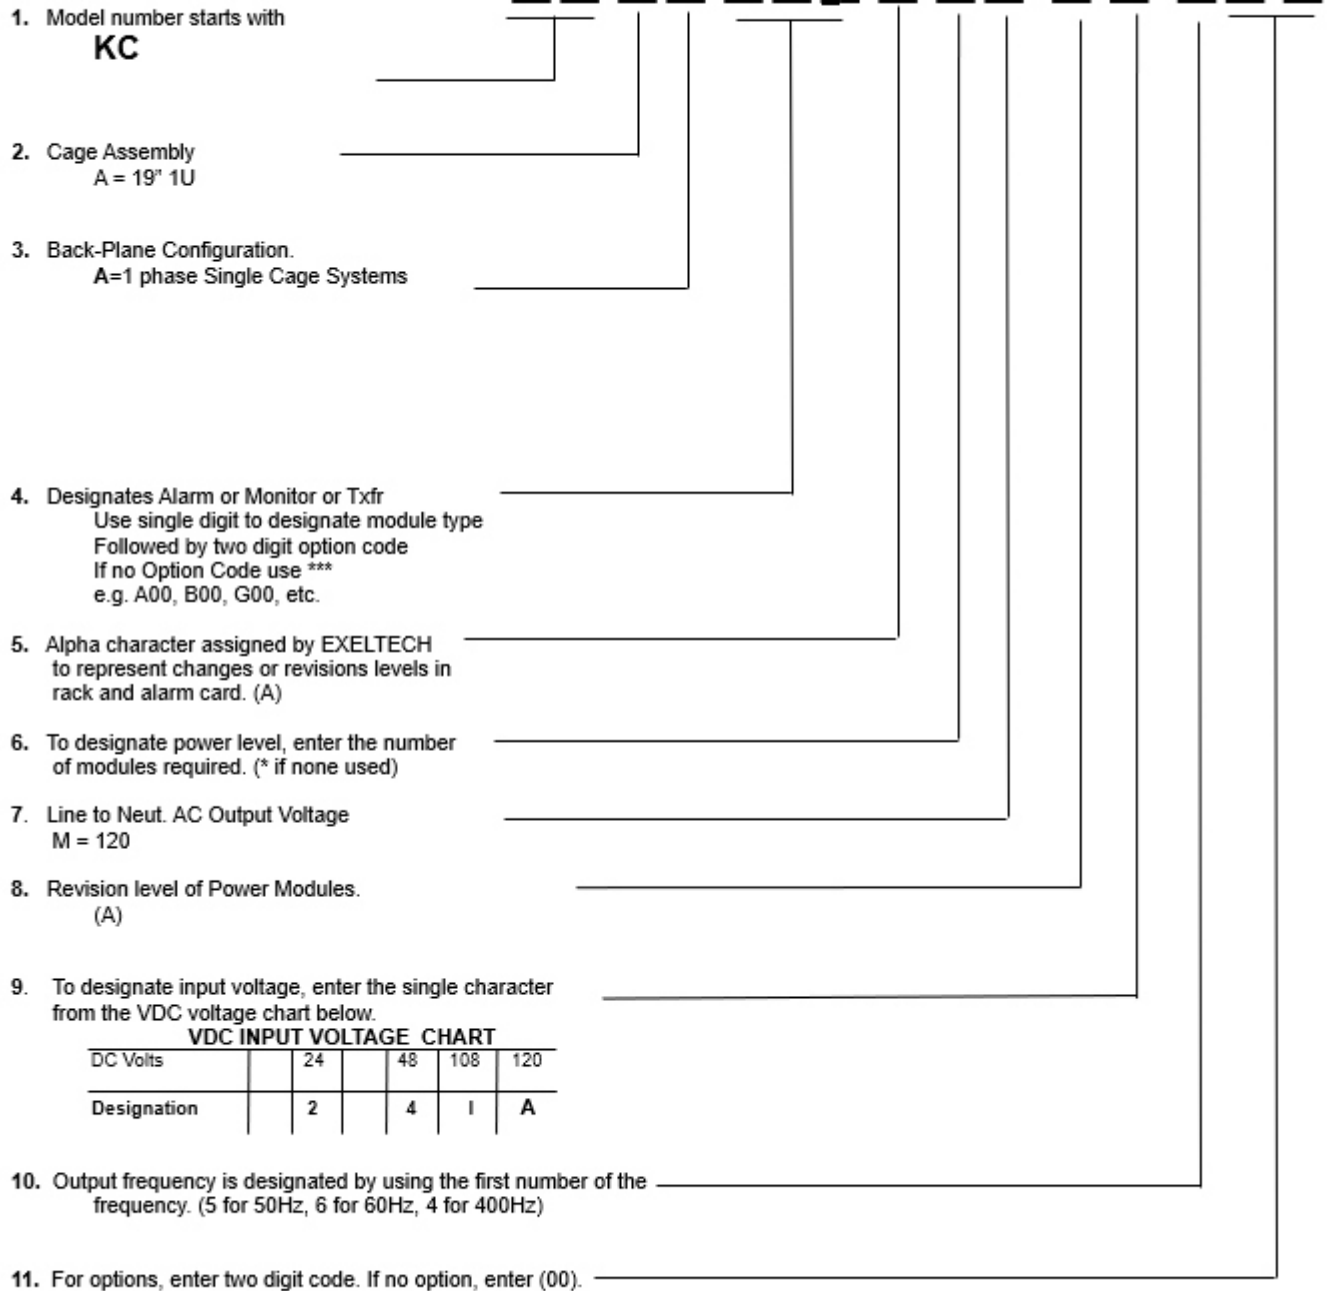 1. Model number starts with
KC
2. Cage Assembly
A = 19" 1U
3. Back-Plane Configuration.
A=1 phase Single Cage Systems
4. Designates Alarm or Monitor or Txfr
Use single digit to designate module type
Followed by two digit option code
If no Option Code use ***
e.g. A00, B00, G00, etc.
5. Alpha character assigned by EXELTECH
to represent changes or revisions levels in
rack and alarm card. (A)
6. To designate power level, enter the number
of modules required. (* if none used)
7. Line to Neut. AC Output Voltage
M = 120
8. Revision level of Power Modules.
(A)
9. To designate input voltage, enter the single character
from the VDC voltage chart below.
VDC INPUT VOLTAGE CHART
DC Volts 24 48 108 120
Designation 2 4 I A
10. Output frequency is designated by using the first number of the
frequency. (5 for 50Hz, 6 for 60Hz, 4 for 400Hz)
11. For options, enter two digit code. If no option, enter (00).